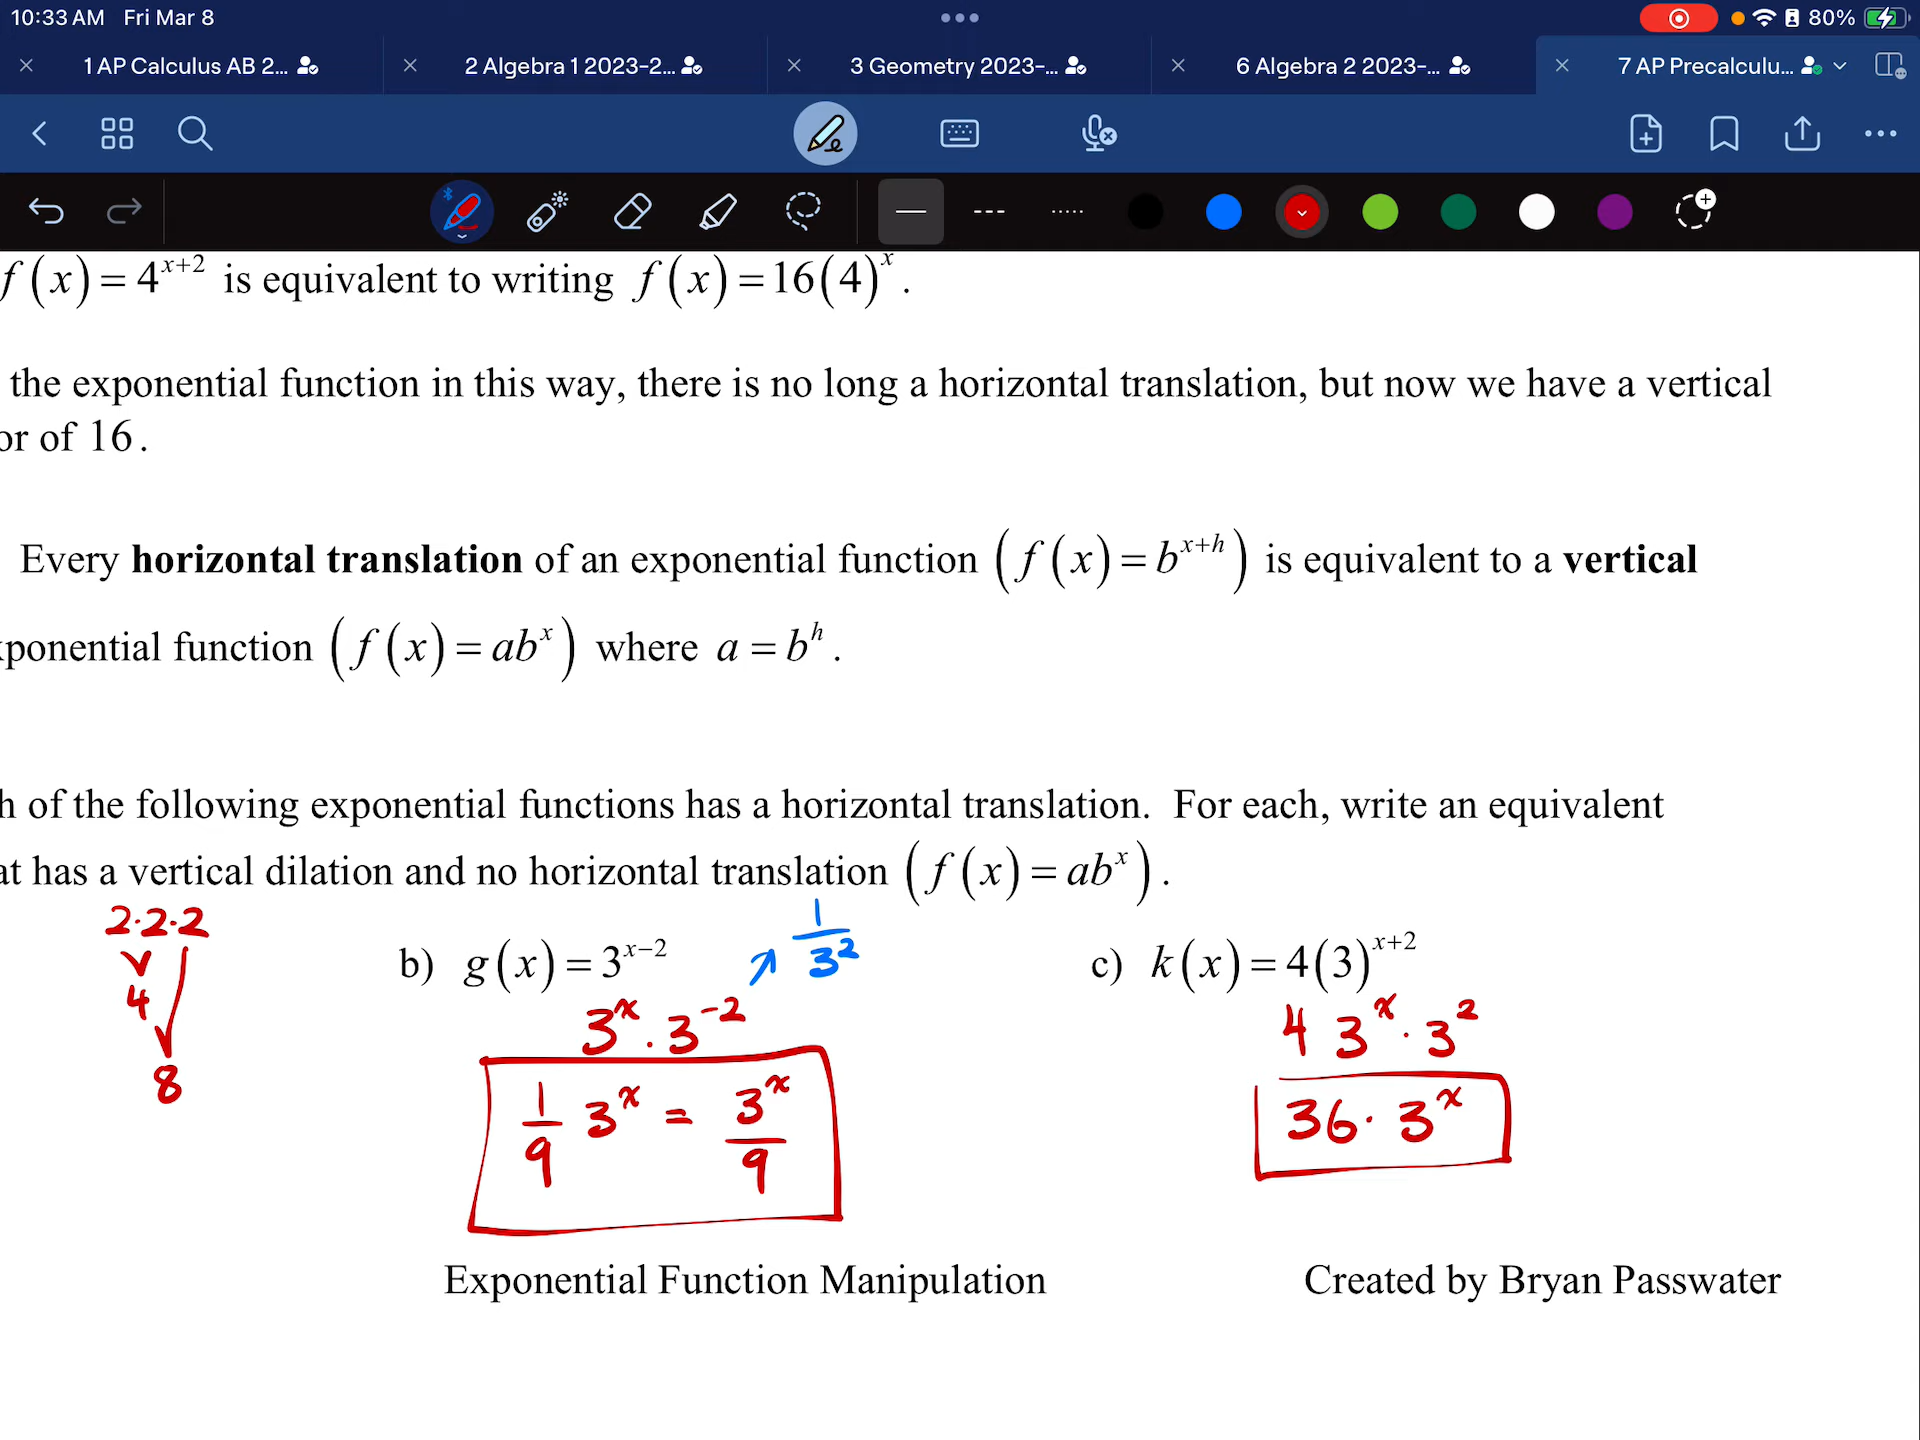 10:33 AM Fri Mar 8 80%
1 AP Calculus AB 2... 2 Algebra 1 2023-2... 3 Geometry 2023-... 6 Algebra 2 2023-... 7 AP Precalculu...
f(x) = 4^{x+2} is equivalent to writing f(x) = 16(4)^x.
the exponential function in this way, there is no long a horizontal translation, but now we have a vertical
or of 16.
Every horizontal translation of an exponential function (f(x) = b^{x+h}) is equivalent to a vertical
xponential function (f(x) = ab^x) where a = b^h.
h of the following exponential functions has a horizontal translation. For each, write an equivalent
at has a vertical dilation and no horizontal translation (f(x) = ab^x).
2·2·2
4
8
b) g(x) = 3^{x-2}
1/3^2
3^x · 3^{-2}
1/9 3^x = 3^x/9
c) k(x) = 4(3)^{x+2}
4 3^x · 3^2
36 · 3^x
Exponential Function Manipulation Created by Bryan Passwater